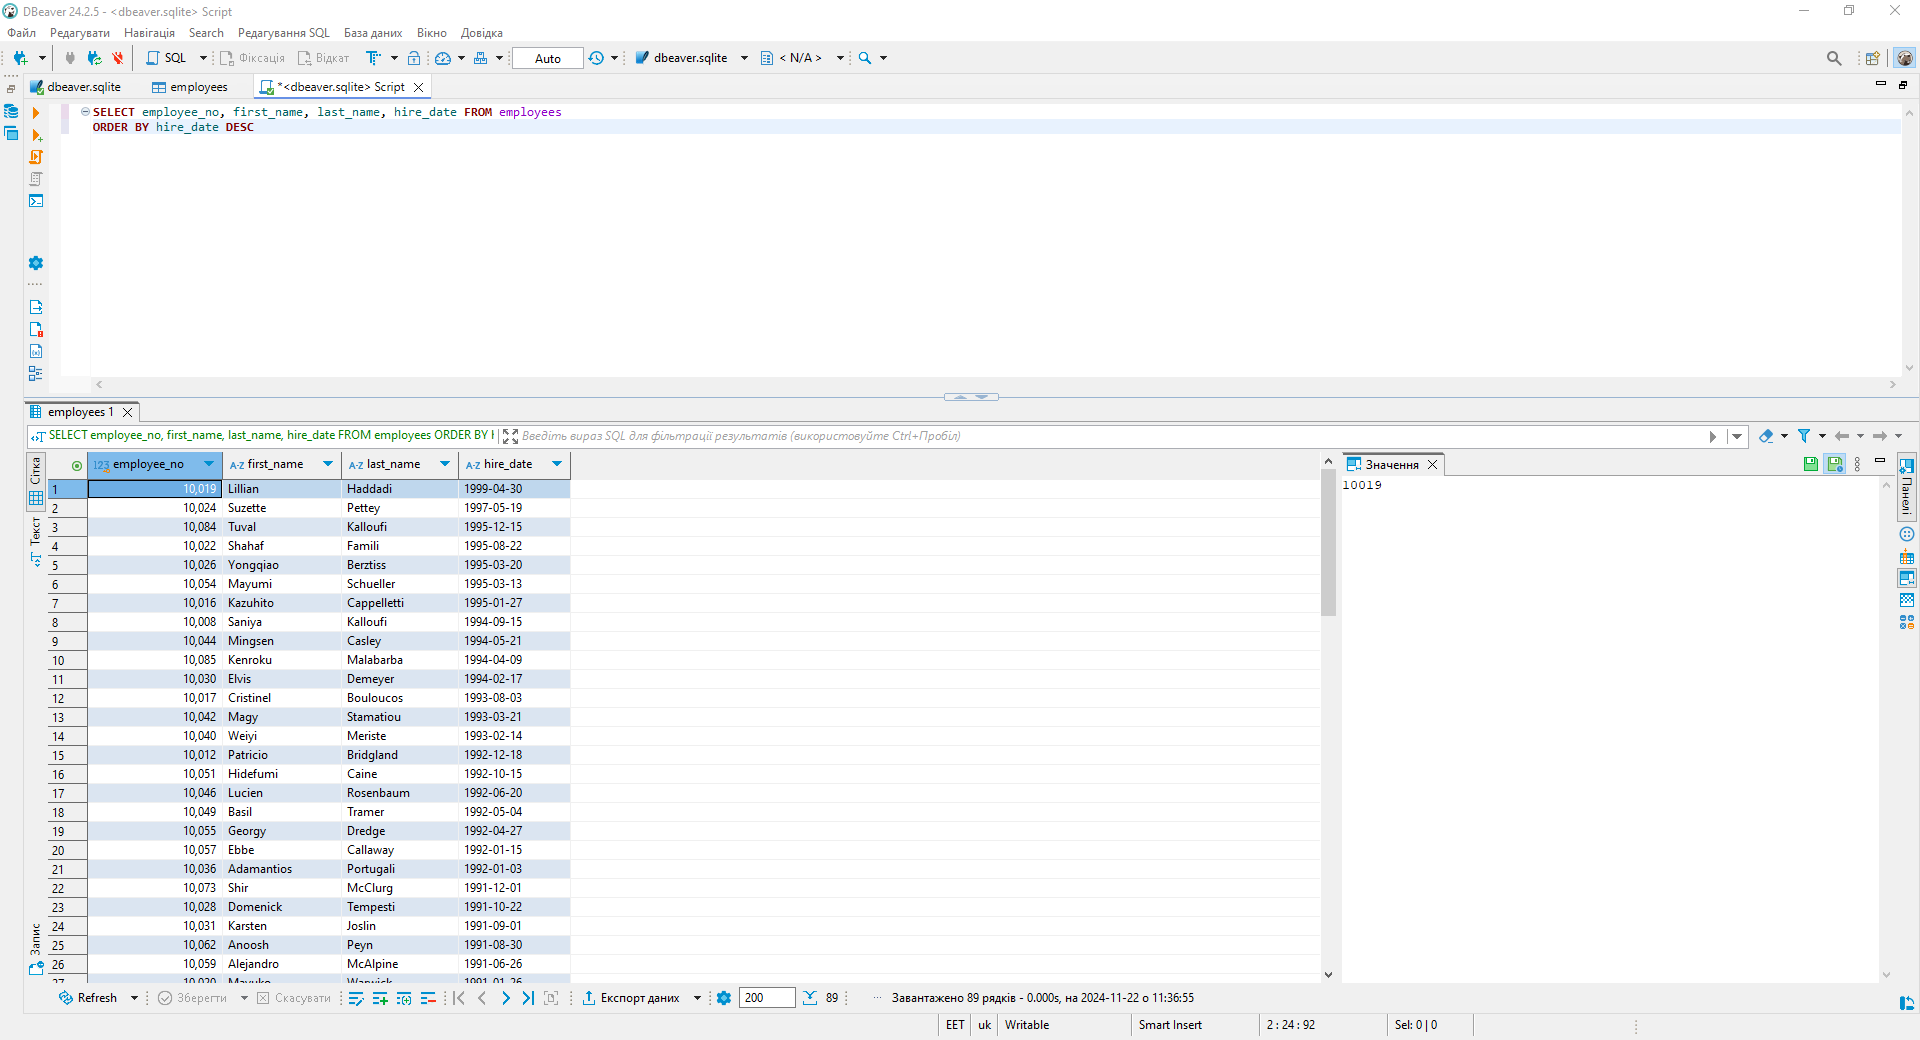 DBeaver 24.2.5 - <dbeaver.sqlite> Script
Файл Редагувати Навігація Search Редагування SQL База даних Вікно Довідка
SQL Фіксація Відкат Auto dbeaver.sqlite < N/A >
dbeaver.sqlite employees *<dbeaver.sqlite> Script
SELECT employee_no, first_name, last_name, hire_date FROM employees
ORDER BY hire_date DESC
employees 1
SELECT employee_no, first_name, last_name, hire_date FROM employees ORDER BY Введіть вираз SQL для фільтрації результатів (використовуйте Ctrl+Пробіл)
Сітка
Текст
Запис
123 employee_no A-Z first_name A-Z last_name A-Z hire_date
1 10,019 Lillian Haddadi 1999-04-30
2 10,024 Suzette Pettey 1997-05-19
3 10,084 Tuval Kalloufi 1995-12-15
4 10,022 Shahaf Famili 1995-08-22
5 10,026 Yongqiao Berztiss 1995-03-20
6 10,054 Mayumi Schueller 1995-03-13
7 10,016 Kazuhito Cappelletti 1995-01-27
8 10,008 Saniya Kalloufi 1994-09-15
9 10,044 Mingsen Casley 1994-05-21
10 10,085 Kenroku Malabarba 1994-04-09
11 10,030 Elvis Demeyer 1994-02-17
12 10,017 Cristinel Bouloucos 1993-08-03
13 10,042 Magy Stamatiou 1993-03-21
14 10,040 Weiyi Meriste 1993-02-14
15 10,012 Patricio Bridgland 1992-12-18
16 10,051 Hidefumi Caine 1992-10-15
17 10,046 Lucien Rosenbaum 1992-06-20
18 10,049 Basil Tramer 1992-05-04
19 10,055 Georgy Dredge 1992-04-27
20 10,057 Ebbe Callaway 1992-01-15
21 10,036 Adamantios Portugali 1992-01-03
22 10,073 Shir McClurg 1991-12-01
23 10,028 Domenick Tempesti 1991-10-22
24 10,031 Karsten Joslin 1991-09-01
25 10,062 Anoosh Peyn 1991-08-30
26 10,059 Alejandro McAlpine 1991-06-26
27 10,020 Mayuko Warwick 1991-01-26
Значення
10019
Панелі
Refresh Зберегти Скасувати Експорт даних 200 89 ··· Завантажено 89 рядків - 0.000s, на 2024-11-22 о 11:36:55
EET uk Writable Smart Insert 2 : 24 : 92 Sel: 0 | 0